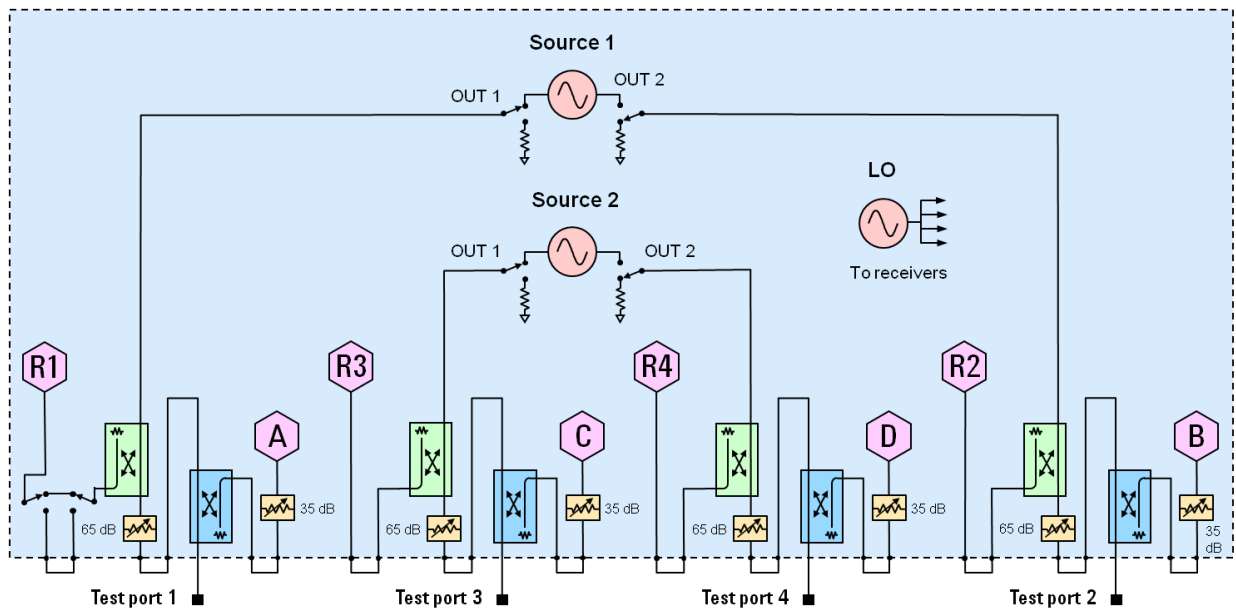 Source 1
OUT 1
OUT 2
Source 2
OUT 1
OUT 2
LO
To receivers
R1
R3
R4
R2
A
C
D
B
65 dB
35 dB
65 dB
35 dB
65 dB
35 dB
65 dB
35
dB
Test port 1
Test port 3
Test port 4
Test port 2